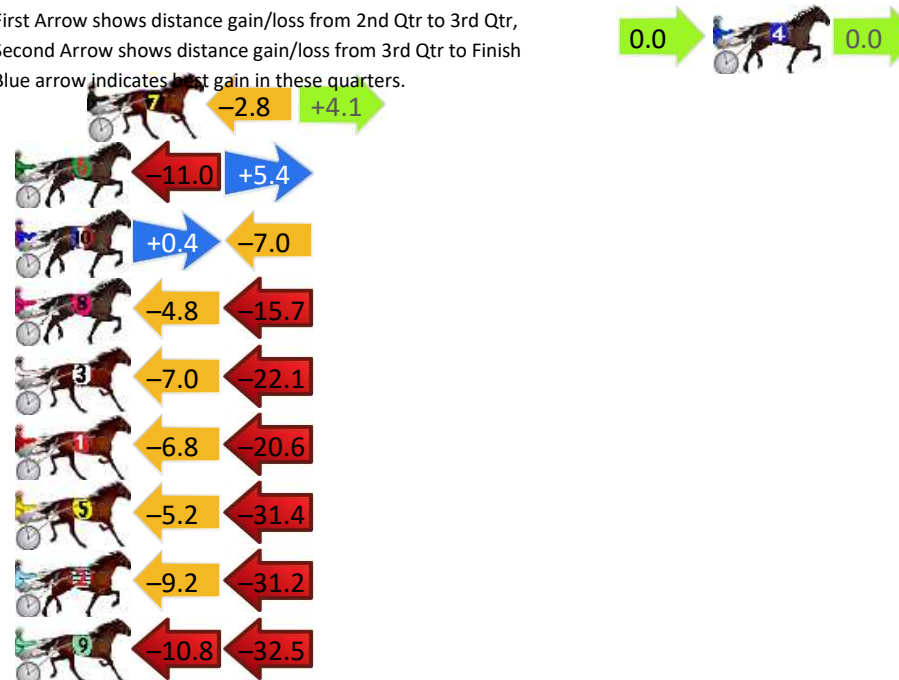 First Arrow shows distance gain/loss from 2nd Qtr to 3rd Qtr,
Second Arrow shows distance gain/loss from 3rd Qtr to Finish
Blue arrow indicates best gain in these quarters.
0.0 4 0.0
7 –2.8 +4.1
–11.0 +5.4
10 +0.4 –7.0
8 –4.8 –15.7
3 –7.0 –22.1
1 –6.8 –20.6
5 –5.2 –31.4
–9.2 –31.2
9 –10.8 –32.5